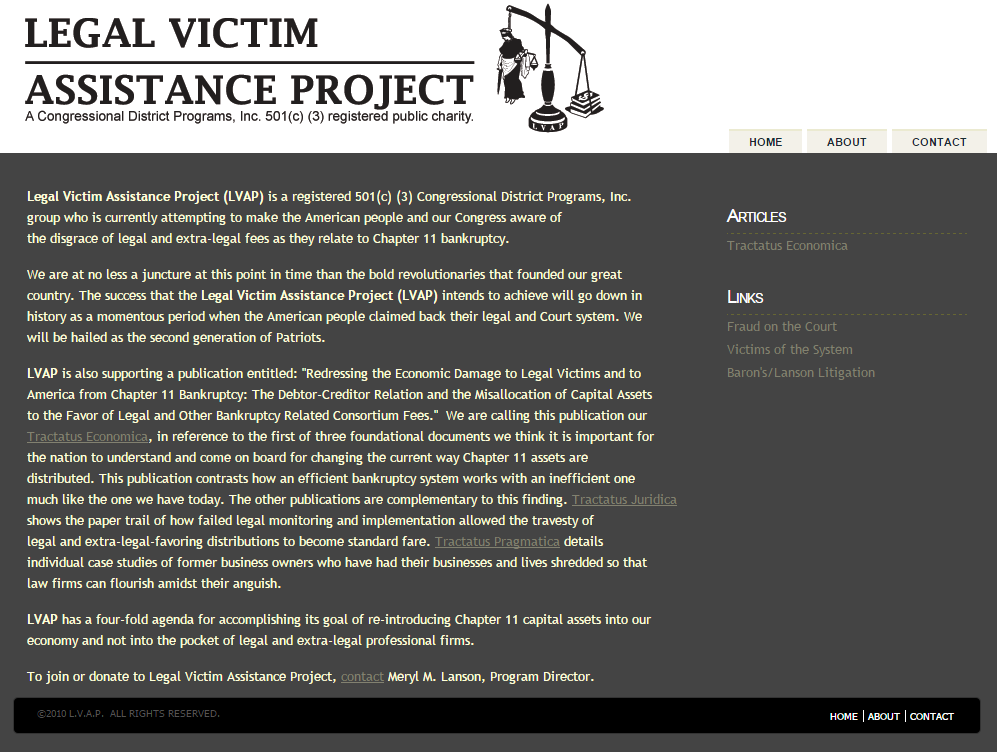 LEGAL VICTIM
ASSISTANCE PROJECT
A Congressional District Programs, Inc. 501(c) (3) registered public charity.
L V A P
HOME ABOUT CONTACT
Legal Victim Assistance Project (LVAP) is a registered 501(c) (3) Congressional District Programs, Inc.
group who is currently attempting to make the American people and our Congress aware of
the disgrace of legal and extra-legal fees as they relate to Chapter 11 bankruptcy.
We are at no less a juncture at this point in time than the bold revolutionaries that founded our great
country. The success that the Legal Victim Assistance Project (LVAP) intends to achieve will go down in
history as a momentous period when the American people claimed back their legal and Court system. We
will be hailed as the second generation of Patriots.
LVAP is also supporting a publication entitled: "Redressing the Economic Damage to Legal Victims and to
America from Chapter 11 Bankruptcy: The Debtor-Creditor Relation and the Misallocation of Capital Assets
to the Favor of Legal and Other Bankruptcy Related Consortium Fees."  We are calling this publication our
Tractatus Economica, in reference to the first of three foundational documents we think it is important for
the nation to understand and come on board for changing the current way Chapter 11 assets are
distributed. This publication contrasts how an efficient bankruptcy system works with an inefficient one
much like the one we have today. The other publications are complementary to this finding. Tractatus Juridica
shows the paper trail of how failed legal monitoring and implementation allowed the travesty of
legal and extra-legal-favoring distributions to become standard fare. Tractatus Pragmatica details
individual case studies of former business owners who have had their businesses and lives shredded so that
law firms can flourish amidst their anguish.
LVAP has a four-fold agenda for accomplishing its goal of re-introducing Chapter 11 capital assets into our
economy and not into the pocket of legal and extra-legal professional firms.
To join or donate to Legal Victim Assistance Project, contact Meryl M. Lanson, Program Director.
Articles
Tractatus Economica
Links
Fraud on the Court
Victims of the System
Baron's/Lanson Litigation
©2010 L.V.A.P.  ALL RIGHTS RESERVED.
HOME | ABOUT | CONTACT